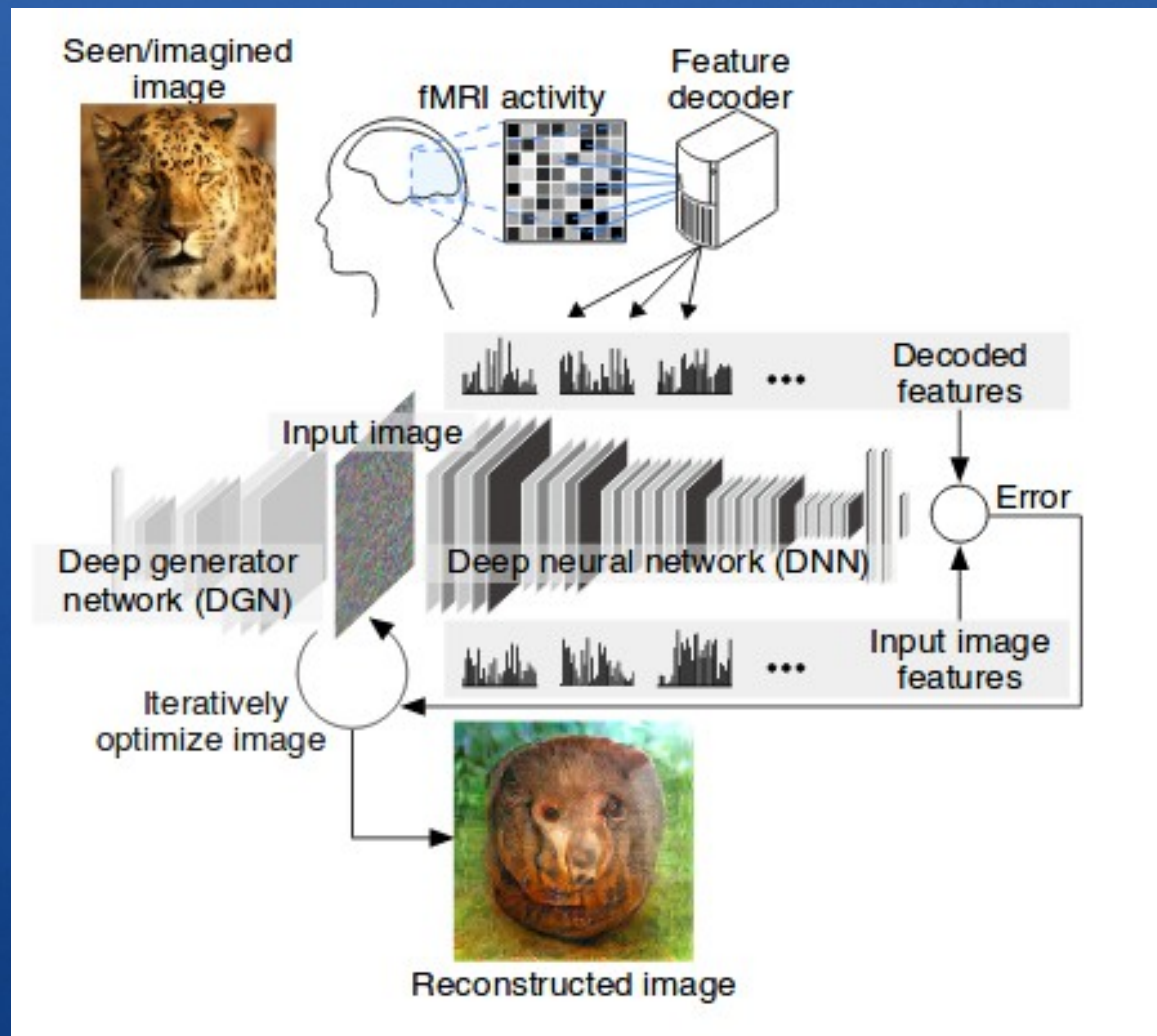 Seen/imagined
image
fMRI activity
Feature
decoder
Decoded
features
Input image
Error
Deep generator
network (DGN)
Deep neural network (DNN)
Input image
features
Iteratively
optimize image
Reconstructed image